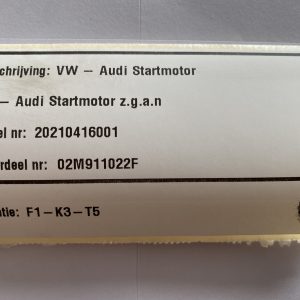 chrijving: VW – Audi Startmotor
– Audi Startmotor z.g.a.n
el nr: 20210416001
rdeel nr: 02M911022F
tie: F1–K3–T5